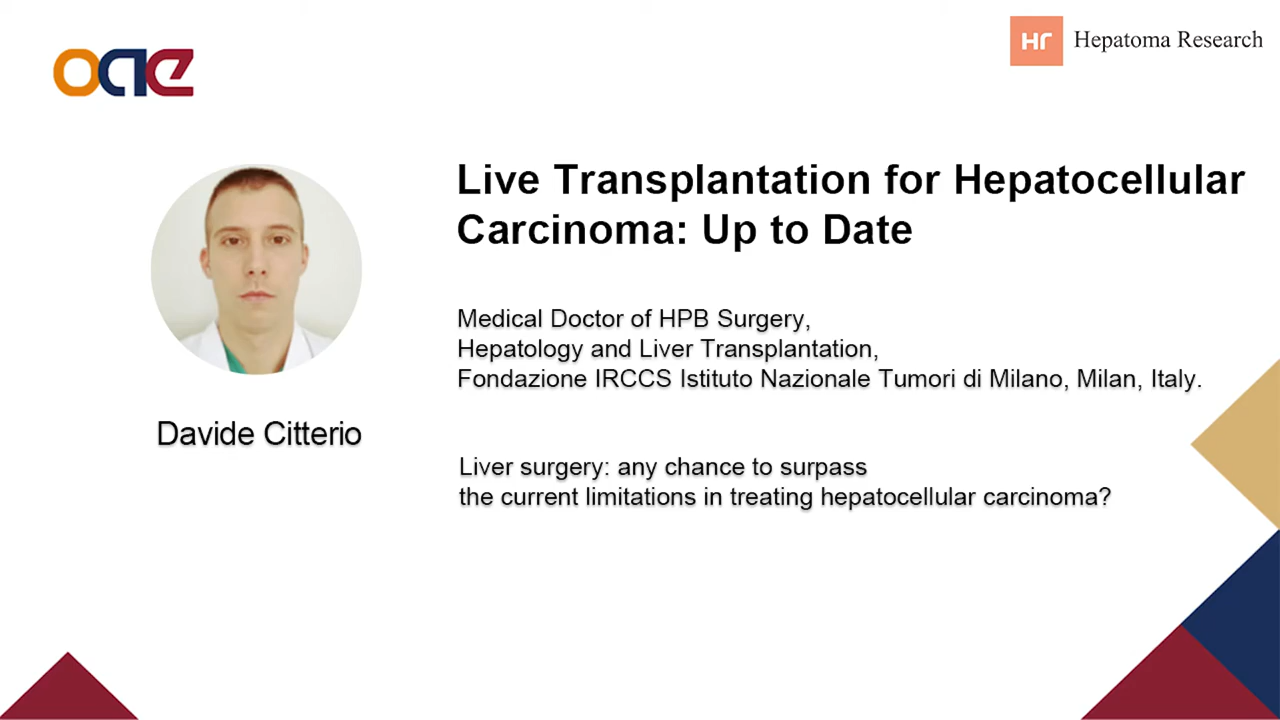 oae
Hr Hepatoma Research
Live Transplantation for Hepatocellular
Carcinoma: Up to Date
Medical Doctor of HPB Surgery,
Hepatology and Liver Transplantation,
Fondazione IRCCS Istituto Nazionale Tumori di Milano, Milan, Italy.
Davide Citterio
Liver surgery: any chance to surpass
the current limitations in treating hepatocellular carcinoma?